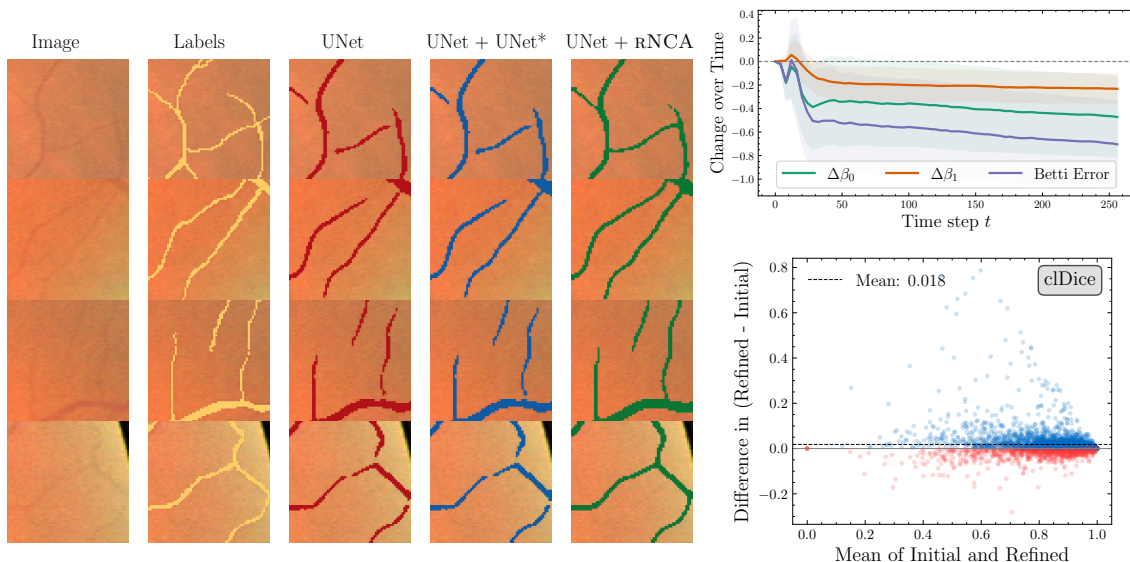 Image
Labels
UNet
UNet + UNet*
UNet + RNCA
Change over Time
0.4
0.2
0.0
−0.2
−0.4
−0.6
−0.8
−1.0
Δβ0
Δβ1
Betti Error
0
50
100
150
200
250
Time step t
Difference in (Refined - Initial)
0.8
0.6
0.4
0.2
0.0
−0.2
Mean: 0.018
clDice
0.0
0.2
0.4
0.6
0.8
1.0
Mean of Initial and Refined